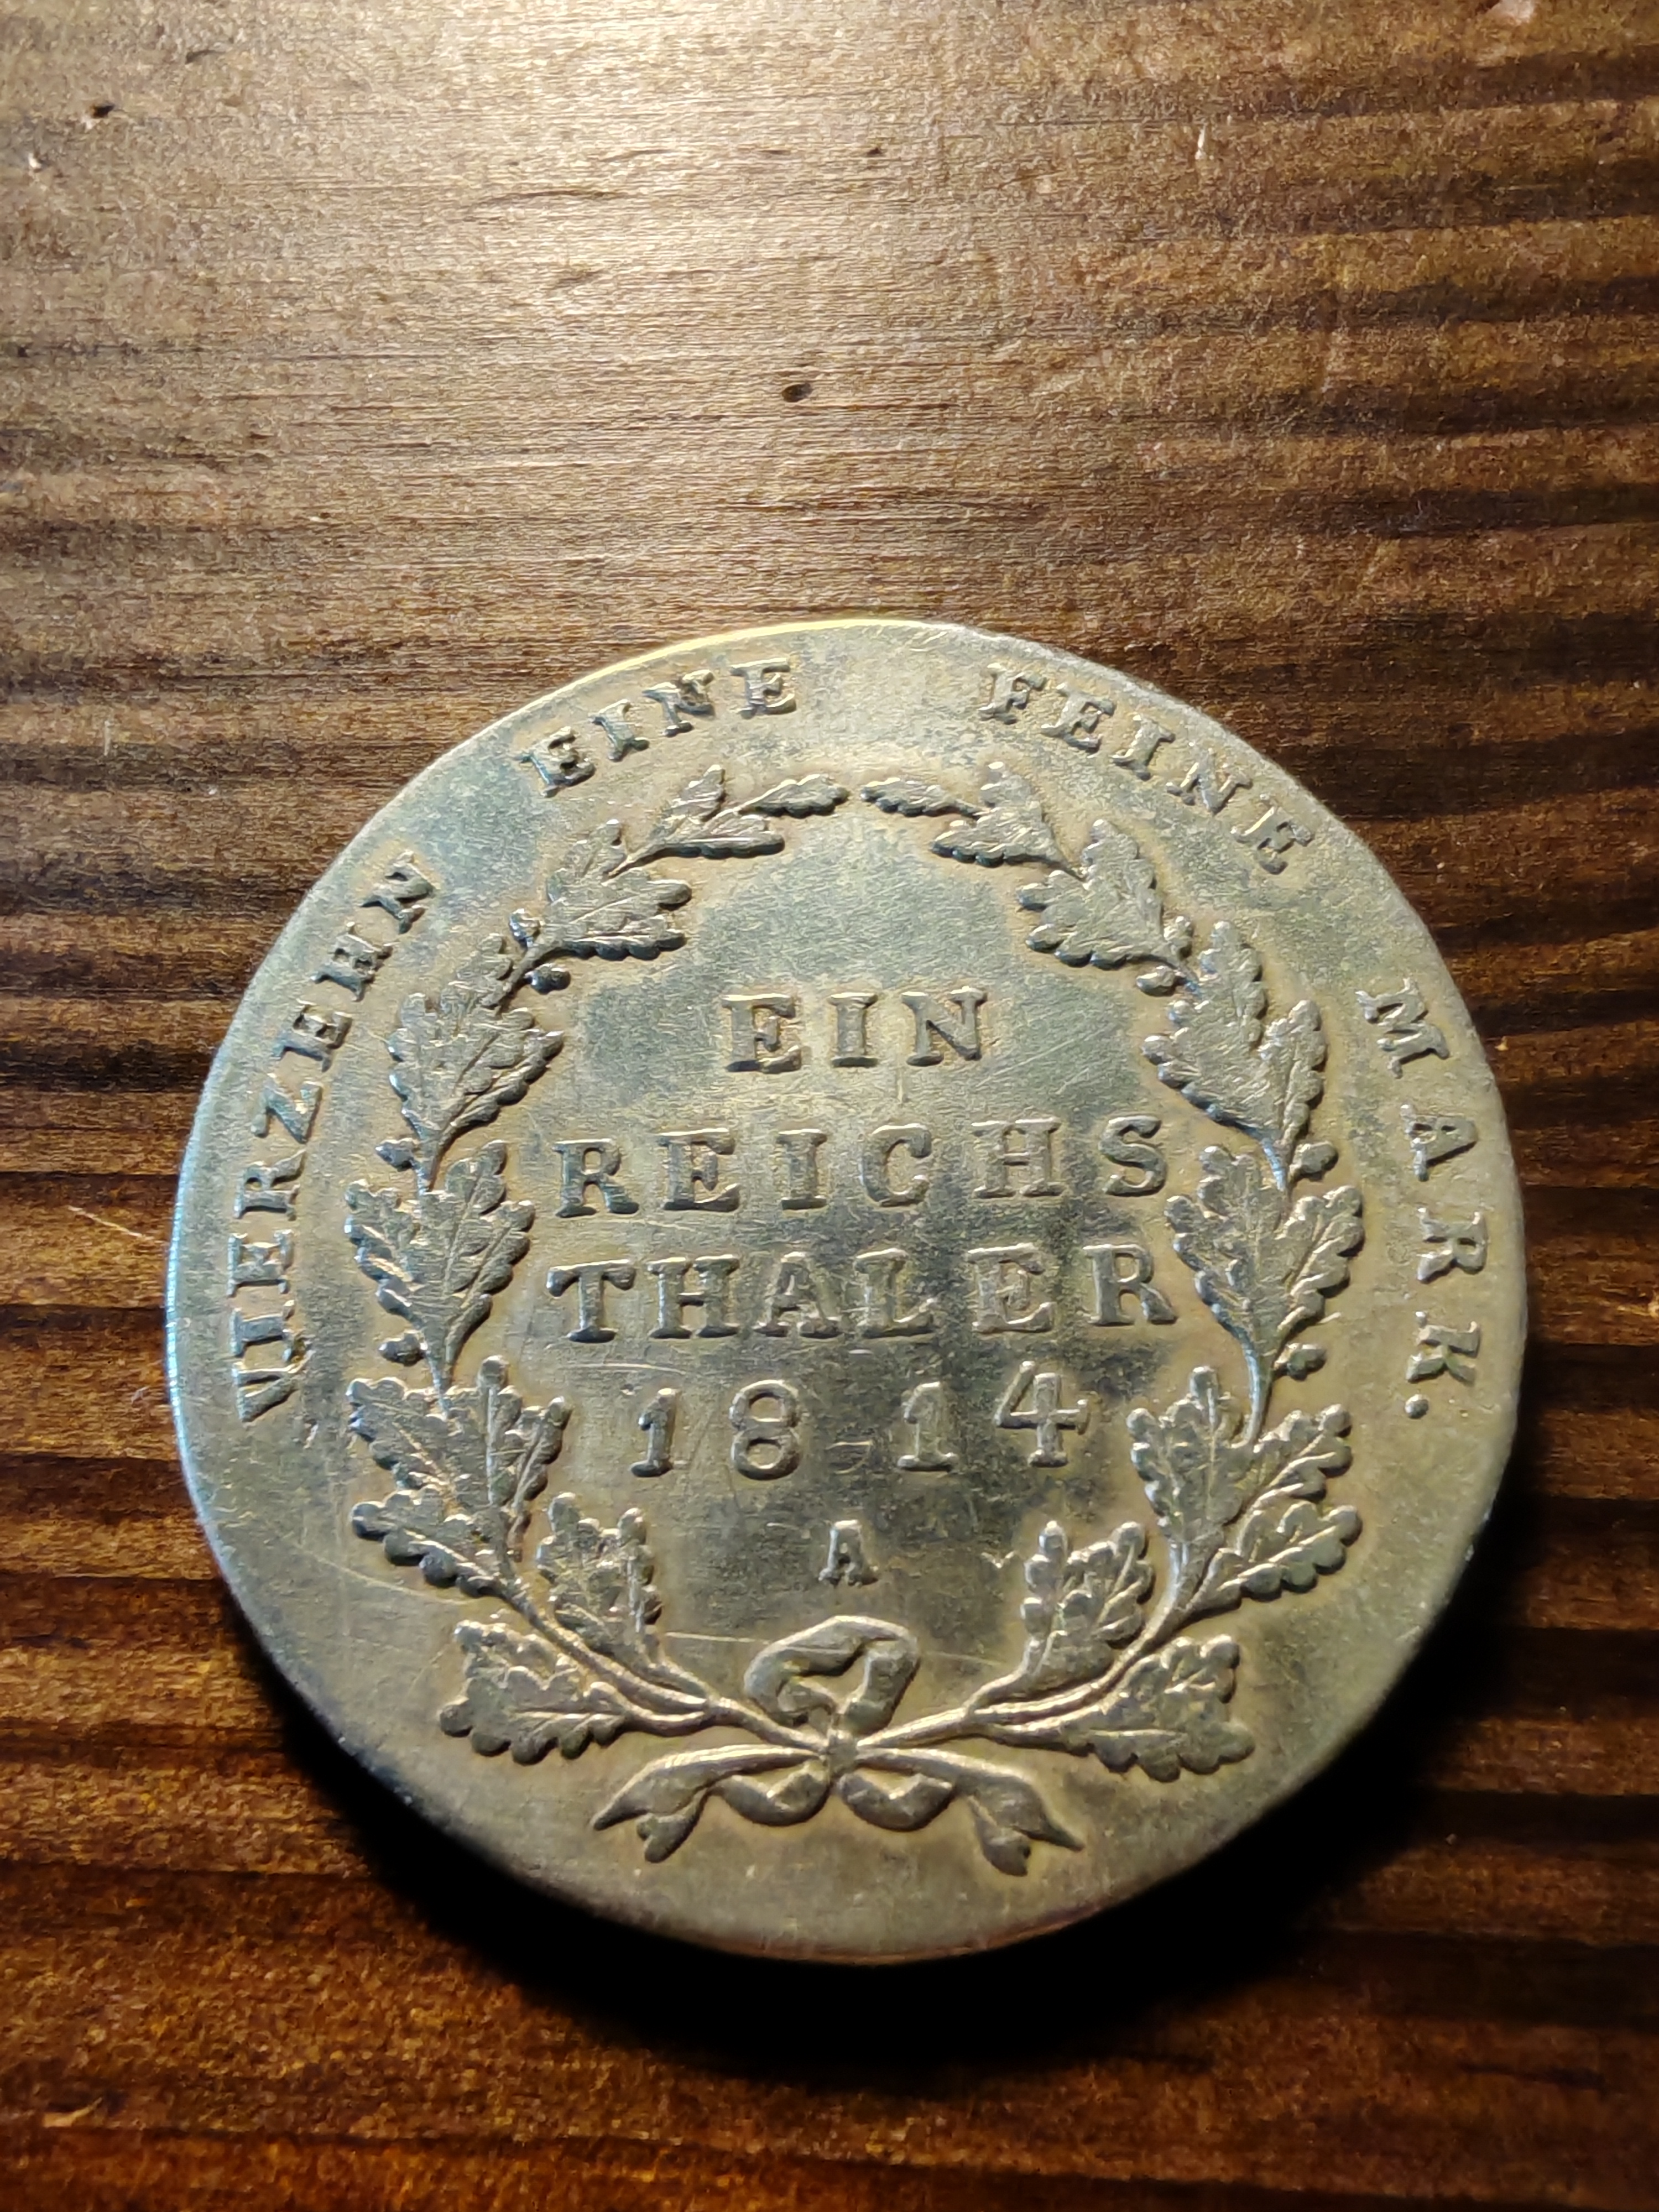 VIERZEHN EINE FEINE MARK.
EIN
REICHS
THALER
1814
A